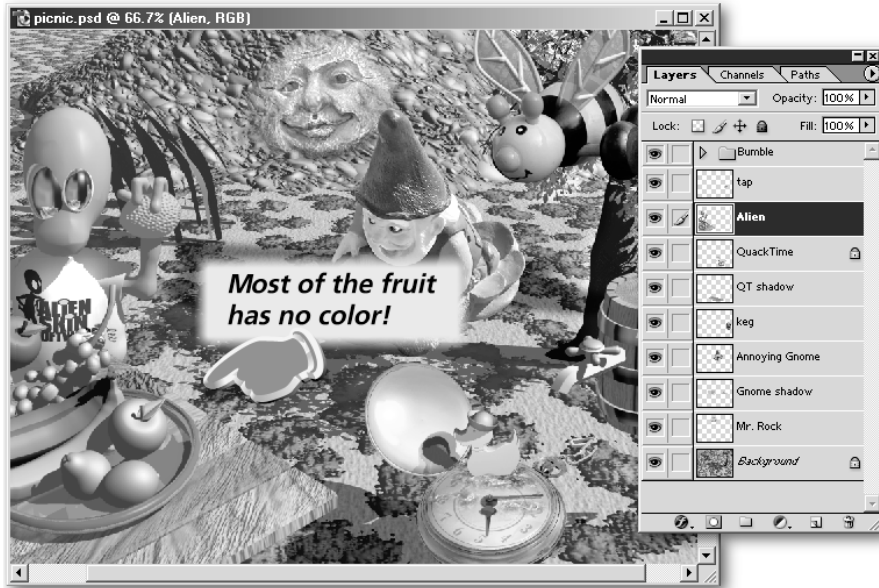 picnic.psd @ 66.7% (Alien, RGB)
Most of the fruit
has no color!
ALIEN
SKIN
Layers Channels Paths
Normal Opacity: 100%
Lock: Fill: 100%
Bumble
tap
Alien
QuackTime
QT shadow
keg
Annoying Gnome
Gnome shadow
Mr. Rock
Background